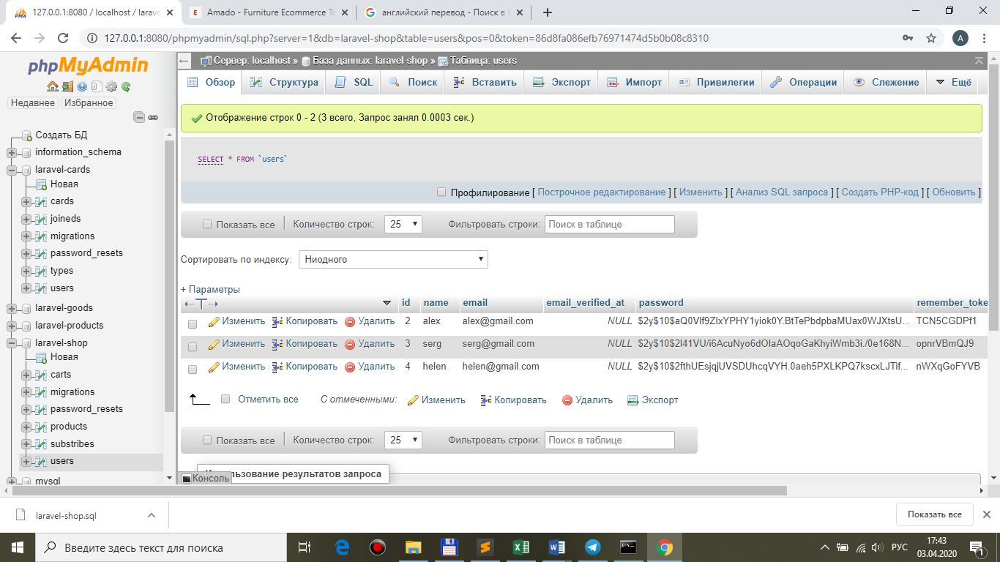 127.0.0.1:8080 / localhost / larave
Amado - Furniture Ecommerce Te
английский перевод - Поиск в G
127.0.0.1:8080/phpmyadmin/sql.php?server=1&db=laravel-shop&table=users&pos=0&token=86d8fa086efb76971474d5b0b08c8310
A
phpMyAdmin
Недавнее Избранное
Создать БД
information_schema
laravel-cards
Новая
cards
joineds
migrations
password_resets
types
users
laravel-goods
laravel-products
laravel-shop
Новая
carts
migrations
password_resets
products
substribes
users
mysql
Сервер: localhost » База данных: laravel-shop » Таблица: users
Обзор Структура SQL Поиск Вставить Экспорт Импорт Привилегии Операции Слежение Ещё
Отображение строк 0 - 2 (3 всего, Запрос занял 0.0003 сек.)
SELECT * FROM `users`
Профилирование [ Построчное редактирование ] [ Изменить ] [ Анализ SQL запроса ] [ Создать PHP-код ] [ Обновить ]
Показать все Количество строк: 25 Фильтровать строки: Поиск в таблице
Сортировать по индексу: Ниодного
+ Параметры
←T→ id name email email_verified_at password remember_toke
Изменить Копировать Удалить 2 alex alex@gmail.com NULL $2y$10$aQ0Vlf9ZlxYPHY1yiok0Y.BtTePbdpbaMUax0WJXtsU... TCN5CGDPf1
Изменить Копировать Удалить 3 serg serg@gmail.com NULL $2y$10$2I41VU/i6AcuNyo6dOIaAOqoGaKhyiWmb3i./0e168N... opnrVBmQJ9
Изменить Копировать Удалить 4 helen helen@gmail.com NULL $2y$10$2fthUEsjqjUVSDUhcqVYH.0aeh5PXLKPQ7kscxLJTif... nWXqGoFYVB
Отметить все С отмеченными: Изменить Копировать Удалить Экспорт
Показать все Количество строк: 25 Фильтровать строки: Поиск в таблице
льзование результатов запроса
Консоль
laravel-shop.sql
Показать все
Введите здесь текст для поиска
РУС
17:43
03.04.2020
1